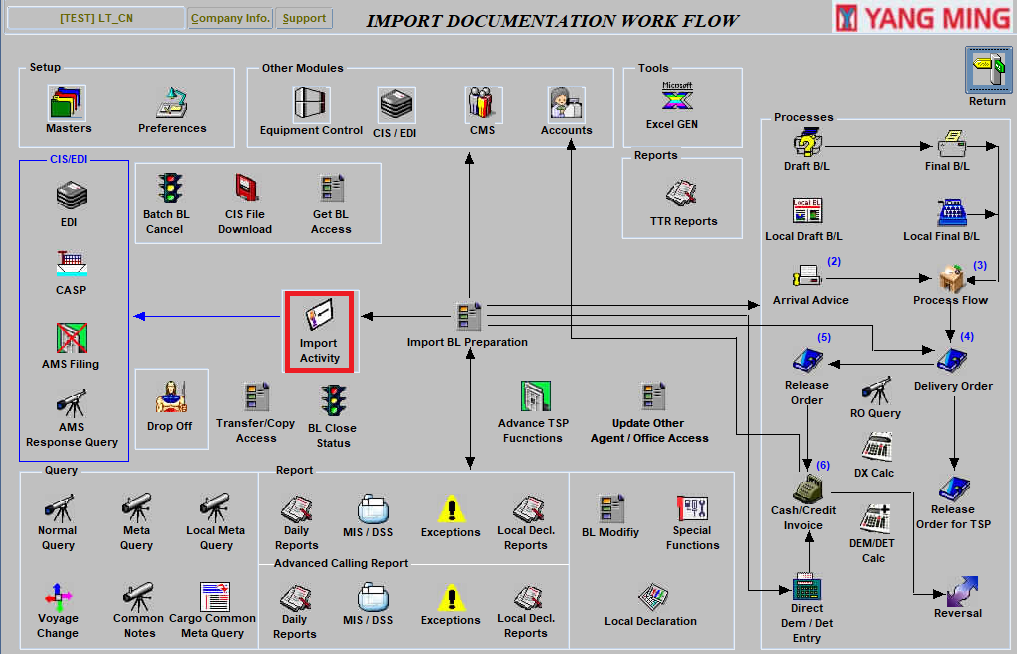 [TEST] LT_CN
Company Info.
Support
IMPORT DOCUMENTATION WORK FLOW
YANG MING
Return
Setup
Masters
Preferences
Other Modules
Equipment Control
CIS / EDI
CMS
Accounts
Tools
Microsoft
Excel GEN
Reports
TTR Reports
CIS/EDI
EDI
CASP
AMS Filing
AMS
Response Query
Batch BL
Cancel
CIS File
Download
Get BL
Access
Import
Activity
Import BL Preparation
Drop Off
Transfer/Copy
Access
BL Close
Status
Advance TSP
Fucnctions
Update Other
Agent / Office Access
Processes
Draft B/L
Final B/L
Local BL
Local Draft B/L
Local Final B/L
(2)
Arrival Advice
(3)
Process Flow
(5)
Release
Order
(4)
Delivery Order
RO Query
DX Calc
(6)
Cash/Credit
Invoice
Release
Order for TSP
DEM/DET
Calc
Direct
Dem / Det
Entry
Reversal
Query
Normal
Query
Meta
Query
Local Meta
Query
Voyage
Change
Common
Notes
Cargo Common
Meta Query
Report
Daily
Reports
MIS / DSS
Exceptions
Local Decl.
Reports
Advanced Calling Report
Daily
Reports
MIS / DSS
Exceptions
Local Decl.
Reports
BL Modifiy
Special
Functions
Local Declaration